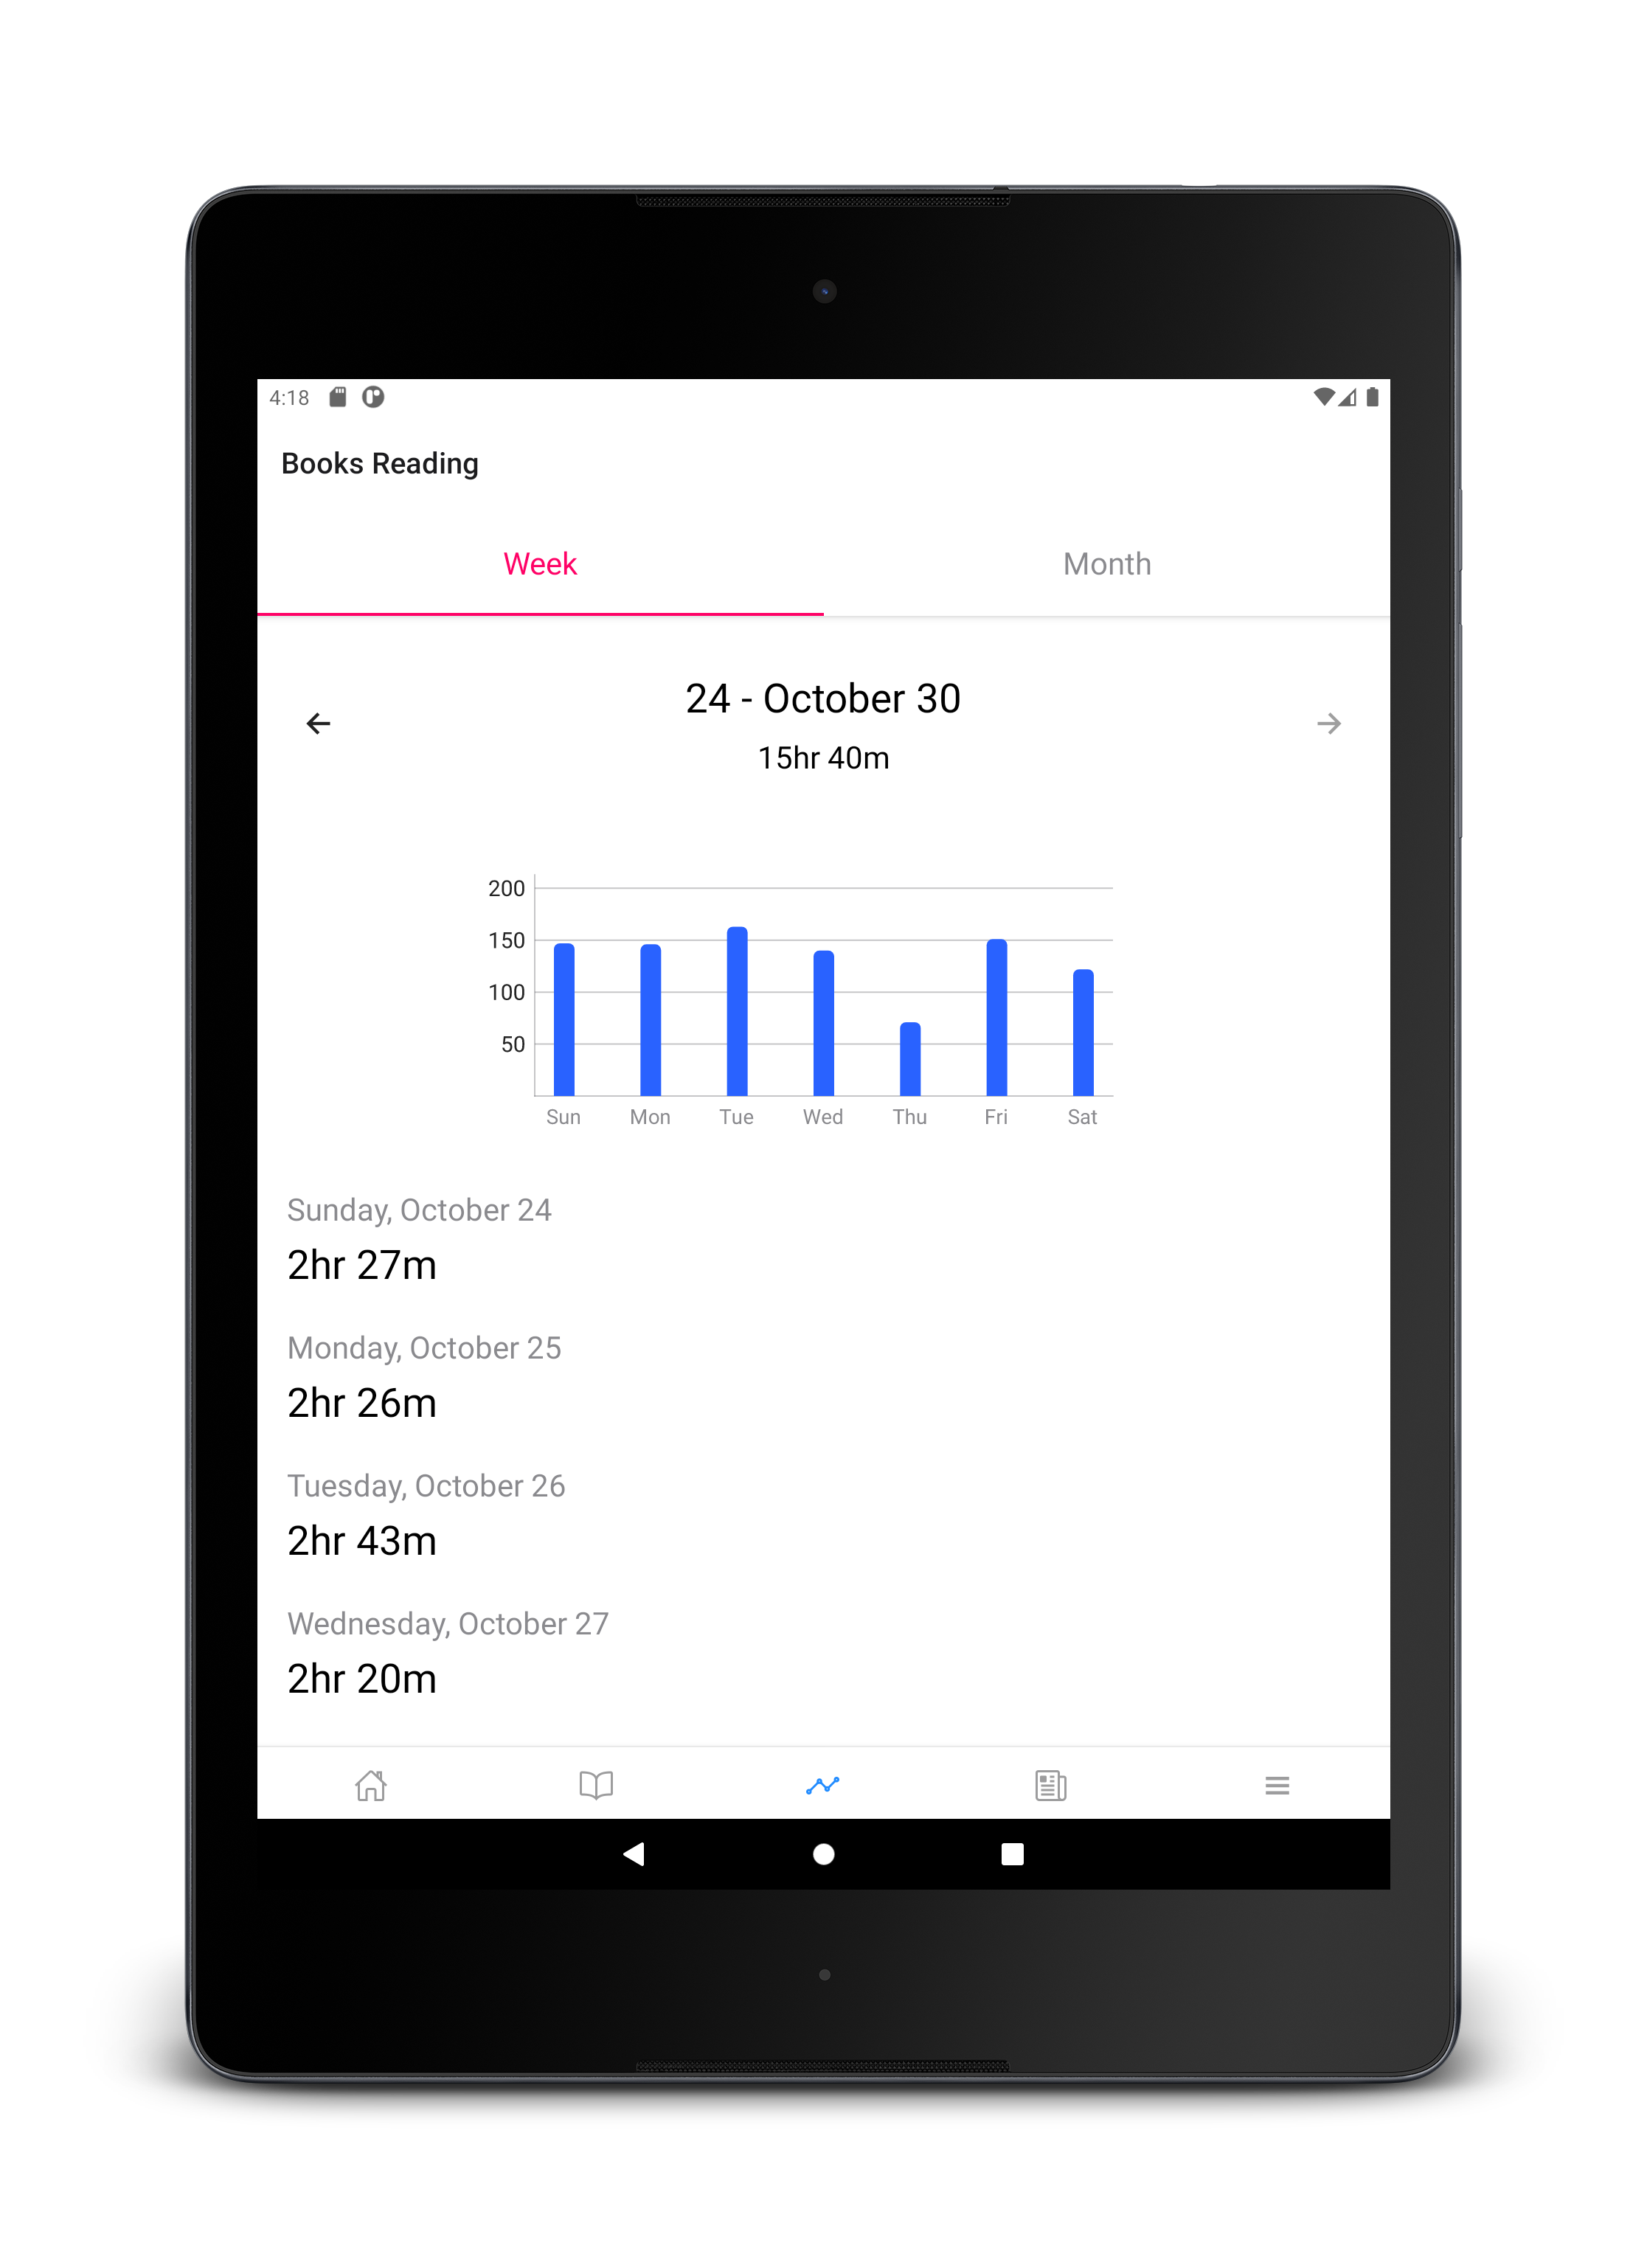 4:18
Books Reading
Week Month
24 - October 30
15hr 40m
200
150
100
50
Sun Mon Tue Wed Thu Fri Sat
Sunday, October 24
2hr 27m
Monday, October 25
2hr 26m
Tuesday, October 26
2hr 43m
Wednesday, October 27
2hr 20m